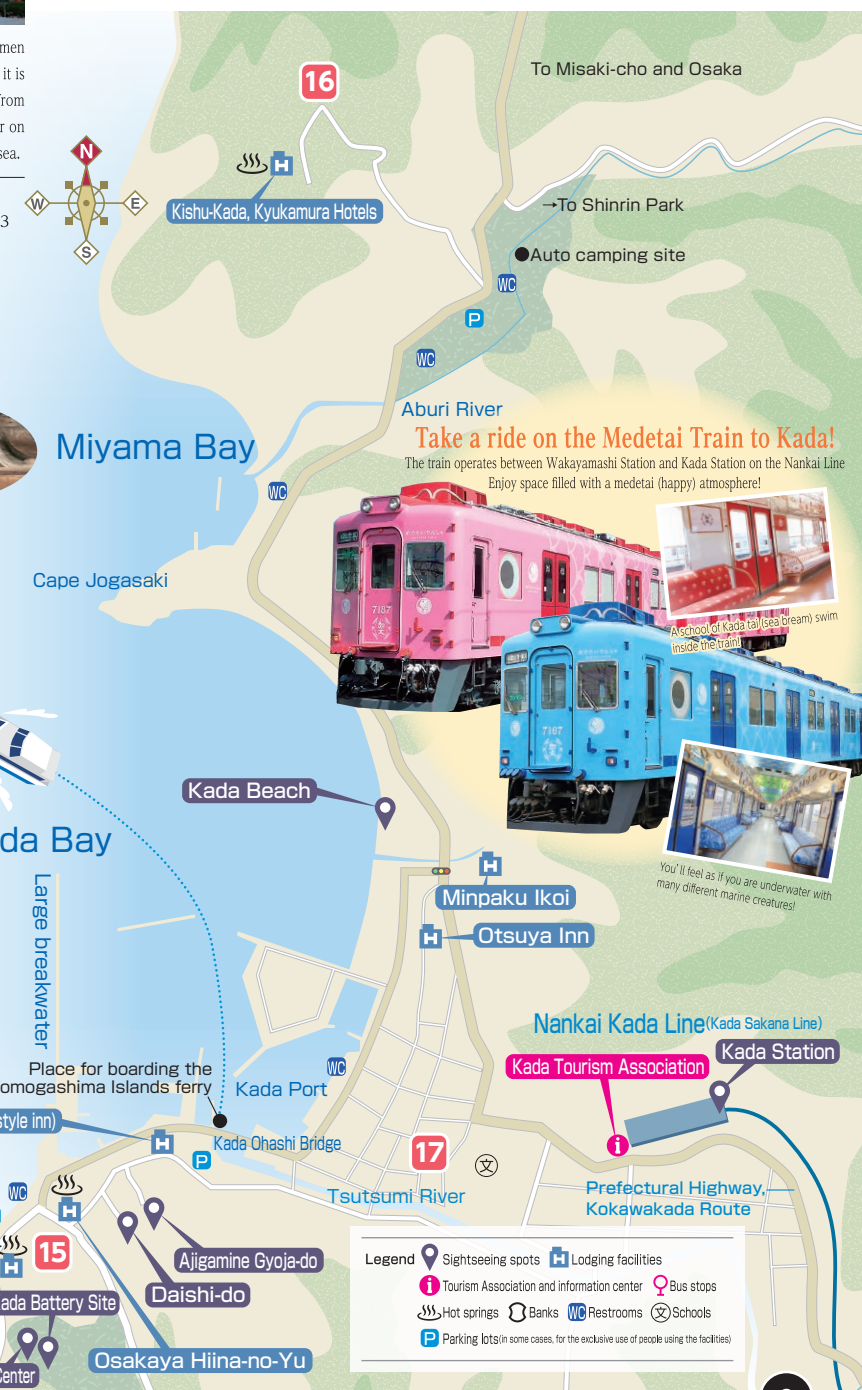 men
it is
from
r on
sea.
3
N
W
E
S
16
To Misaki-cho and Osaka
H
Kishu-Kada, Kyukamura Hotels
→To Shinrin Park
Auto camping site
WC
P
WC
Aburi River
Miyama Bay
WC
Take a ride on the Medetai Train to Kada!
The train operates between Wakayamashi Station and Kada Station on the Nankai Line
Enjoy space filled with a medetai (happy) atmosphere!
7187
A school of Kada tai (sea bream) swim
inside the train!
7167
You'll feel as if you are underwater with
many different marine creatures!
Cape Jogasaki
Kada Beach
da Bay
Large breakwater
H
Minpaku Ikoi
H
Otsuya Inn
Nankai Kada Line(Kada Sakana Line)
Kada Tourism Association
Kada Station
i
Place for boarding the
omogashima Islands ferry
WC
Kada Port
style inn)
H
Kada Ohashi Bridge
P
17
文
Tsutsumi River
Prefectural Highway,
Kokawakada Route
WC
H
15
H
Ajigamine Gyoja-do
Daishi-do
ada Battery Site
Center
Osakaya Hiina-no-Yu
Legend Sightseeing spots H Lodging facilities
i Tourism Association and information center Bus stops
Hot springs Banks WC Restrooms 文 Schools
P Parking lots(in some cases, for the exclusive use of people using the facilities)